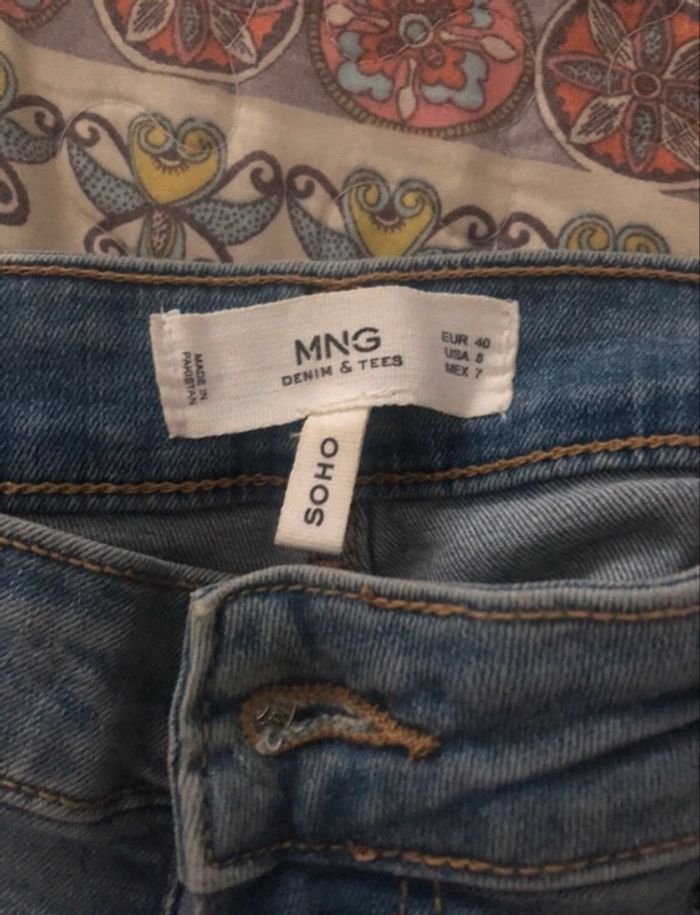 MNG
DENIM & TEES
EUR 40
USA 8
MEX 7
MADE IN
PAKISTAN
SOHO